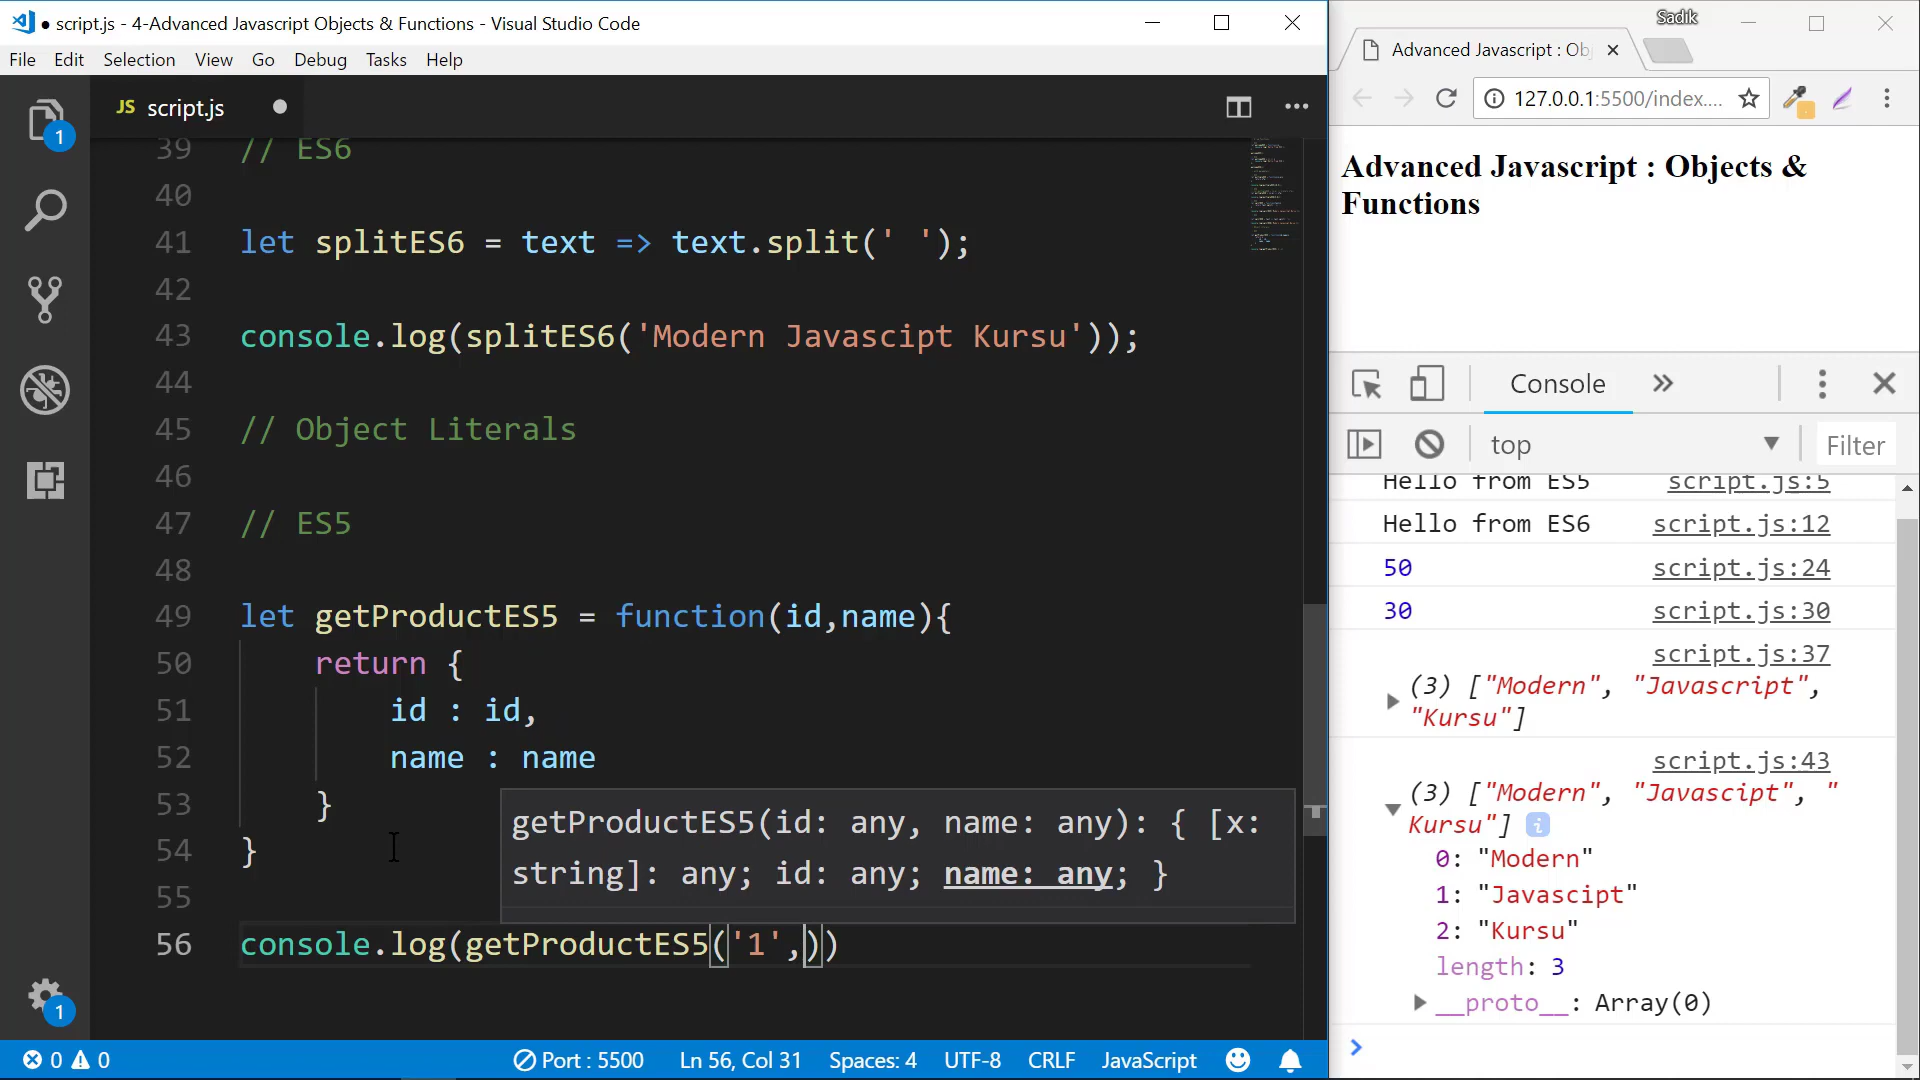 ● script.js - 4-Advanced Javascript Objects & Functions - Visual Studio Code
File Edit Selection View Go Debug Tasks Help
1
JS script.js
39 // ES6
40
41 let splitES6 = text => text.split(' ');
42
43 console.log(splitES6('Modern Javascipt Kursu'));
44
45 // Object Literals
46
47 // ES5
48
49 let getProductES5 = function(id,name){
50 return {
51 id : id,
52 name : name
53 }
54 }
55
56 console.log(getProductES5('1',))
getProductES5(id: any, name: any): { [x:
string]: any; id: any; name: any; }
1
0 0
Port : 5500
Ln 56, Col 31
Spaces: 4
UTF-8
CRLF
JavaScript
Sadik
Advanced Javascript : Ob
127.0.0.1:5500/index....
Advanced Javascript : Objects &
Functions
Console
top
Filter
Hello from ES5 script.js:5
Hello from ES6 script.js:12
50 script.js:24
30 script.js:30
script.js:37
(3) ["Modern", "Javascript",
"Kursu"]
script.js:43
(3) ["Modern", "Javascipt", "
Kursu"] i
0: "Modern"
1: "Javascipt"
2: "Kursu"
length: 3
__proto__: Array(0)